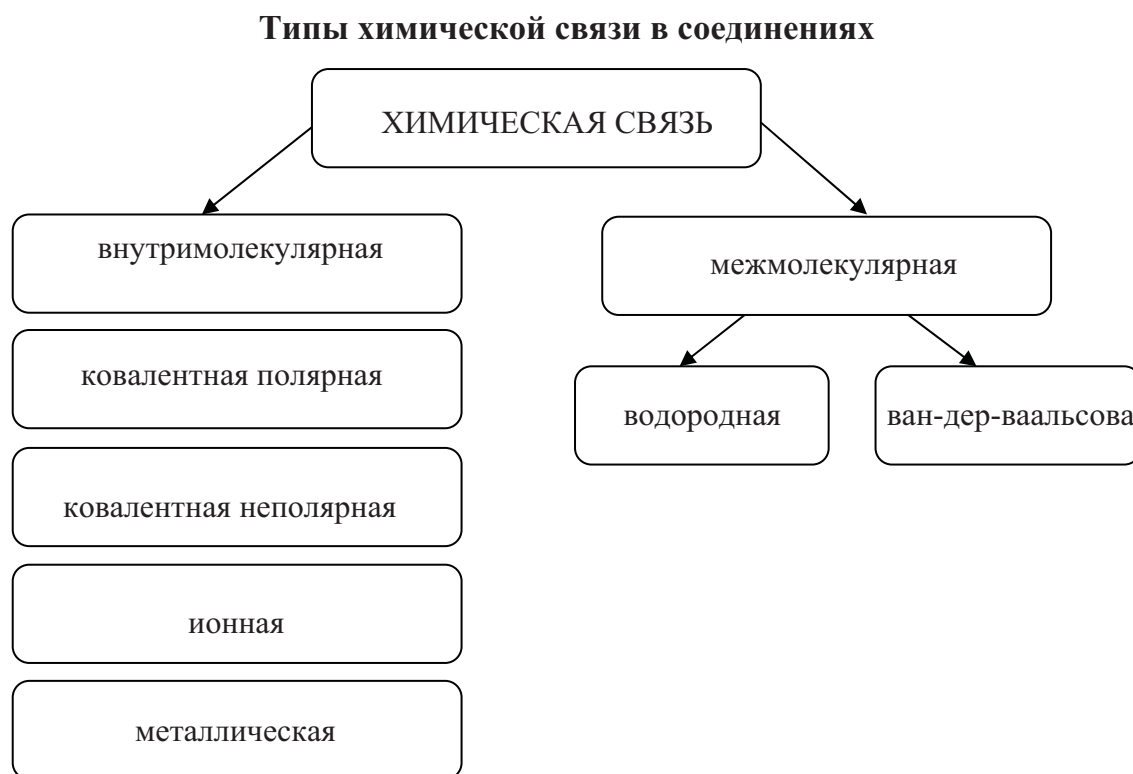 Типы химической связи в соединениях
ХИМИЧЕСКАЯ СВЯЗЬ
внутримолекулярная
межмолекулярная
ковалентная полярная
водородная
ван-дер-ваальсова
ковалентная неполярная
ионная
металлическая